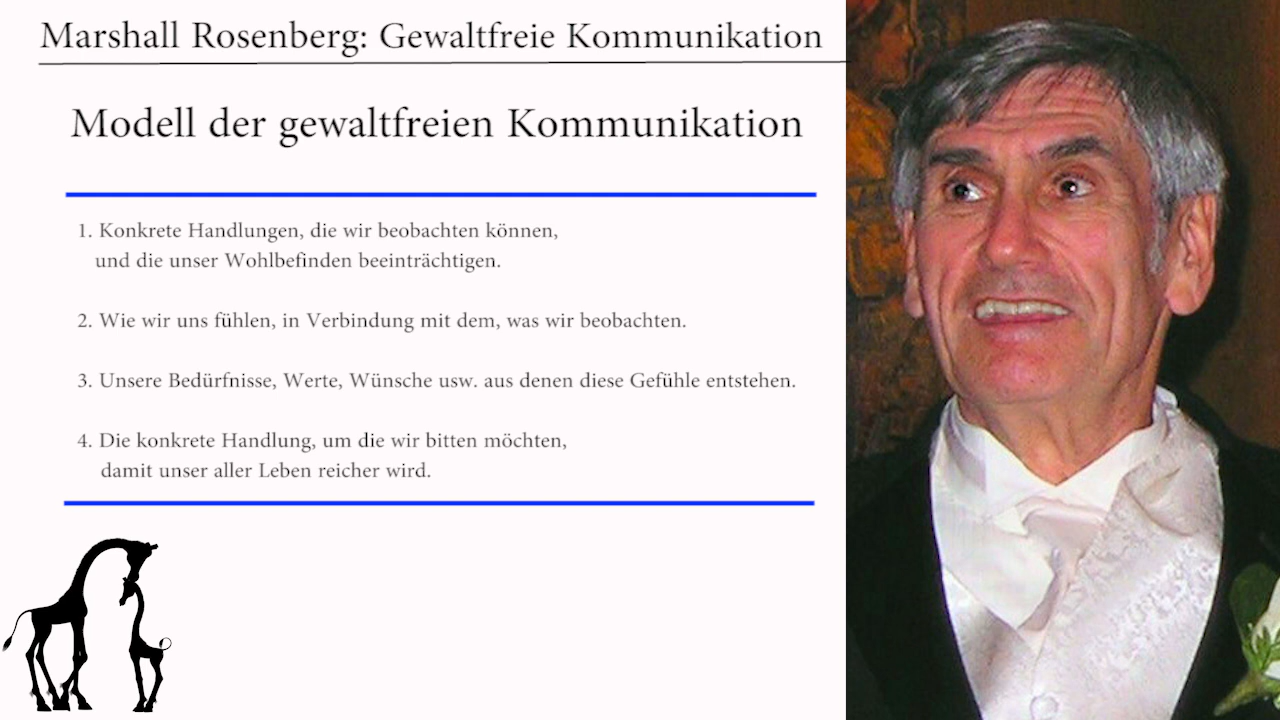 Marshall Rosenberg: Gewaltfreie Kommunikation
Modell der gewaltfreien Kommunikation
1. Konkrete Handlungen, die wir beobachten können,
und die unser Wohlbefinden beeinträchtigen.
2. Wie wir uns fühlen, in Verbindung mit dem, was wir beobachten.
3. Unsere Bedürfnisse, Werte, Wünsche usw. aus denen diese Gefühle entstehen.
4. Die konkrete Handlung, um die wir bitten möchten,
damit unser aller Leben reicher wird.